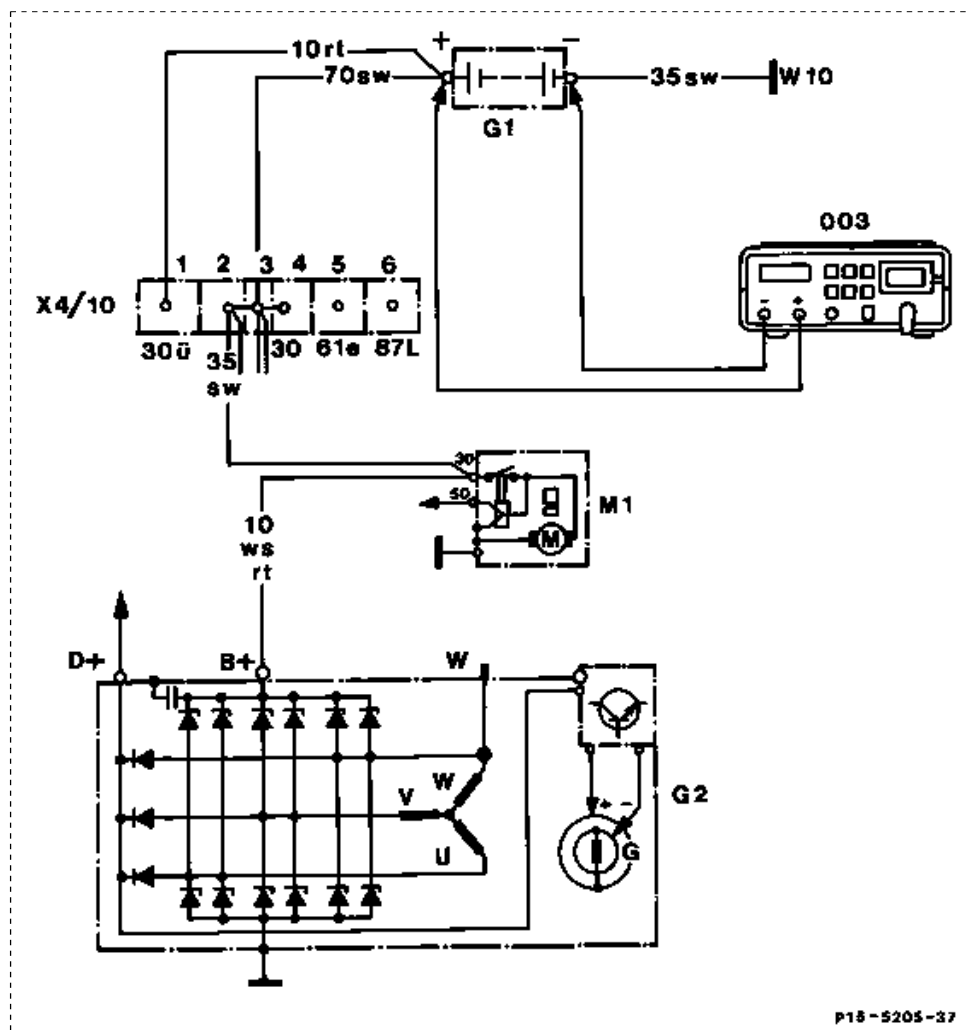 10rt
+ −
70sw
35sw
W10
G1
003
1 2 3 4 5 6
X4/10
- +
30ü
30
61e
87L
35
sw
30
50
M1
M
10
ws
rt
D+
B+
W
W
V
U
+ -
G
G2
P15-5205-37